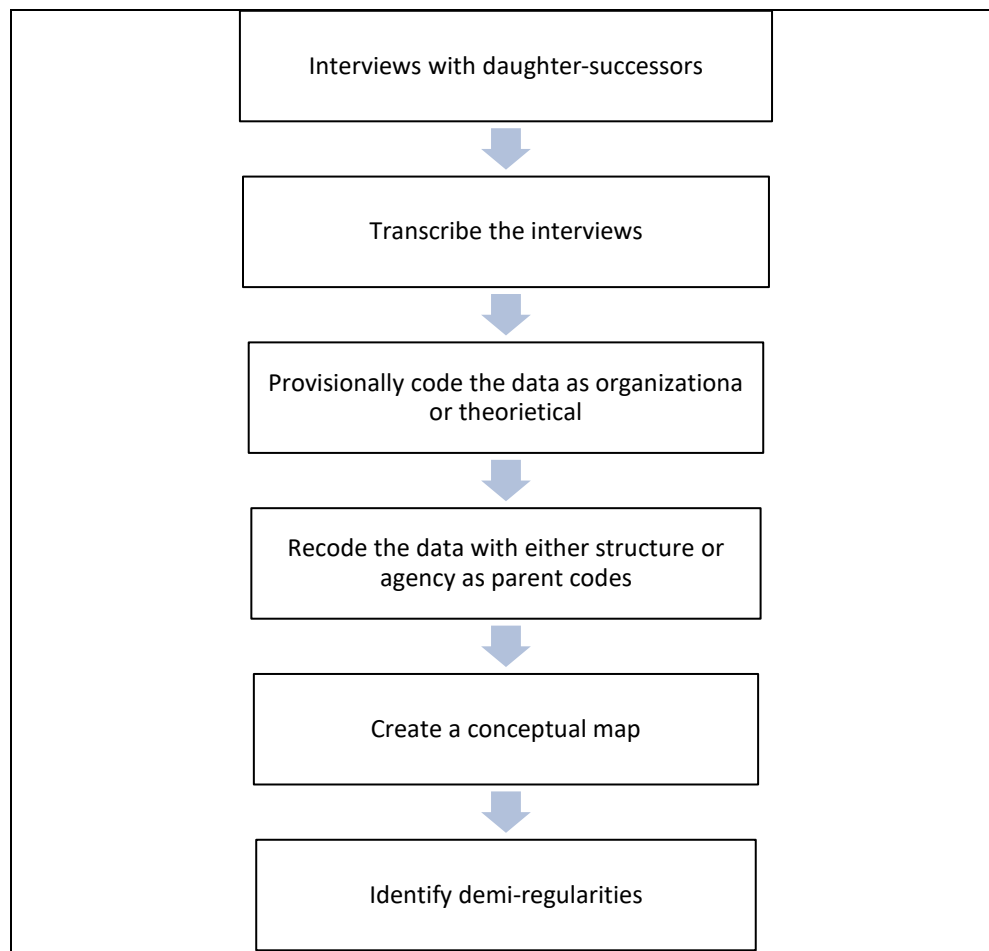 Interviews with daughter-successors
Transcribe the interviews
Provisionally code the data as organizationa
or theorietical
Recode the data with either structure or
agency as parent codes
Create a conceptual map
Identify demi-regularities